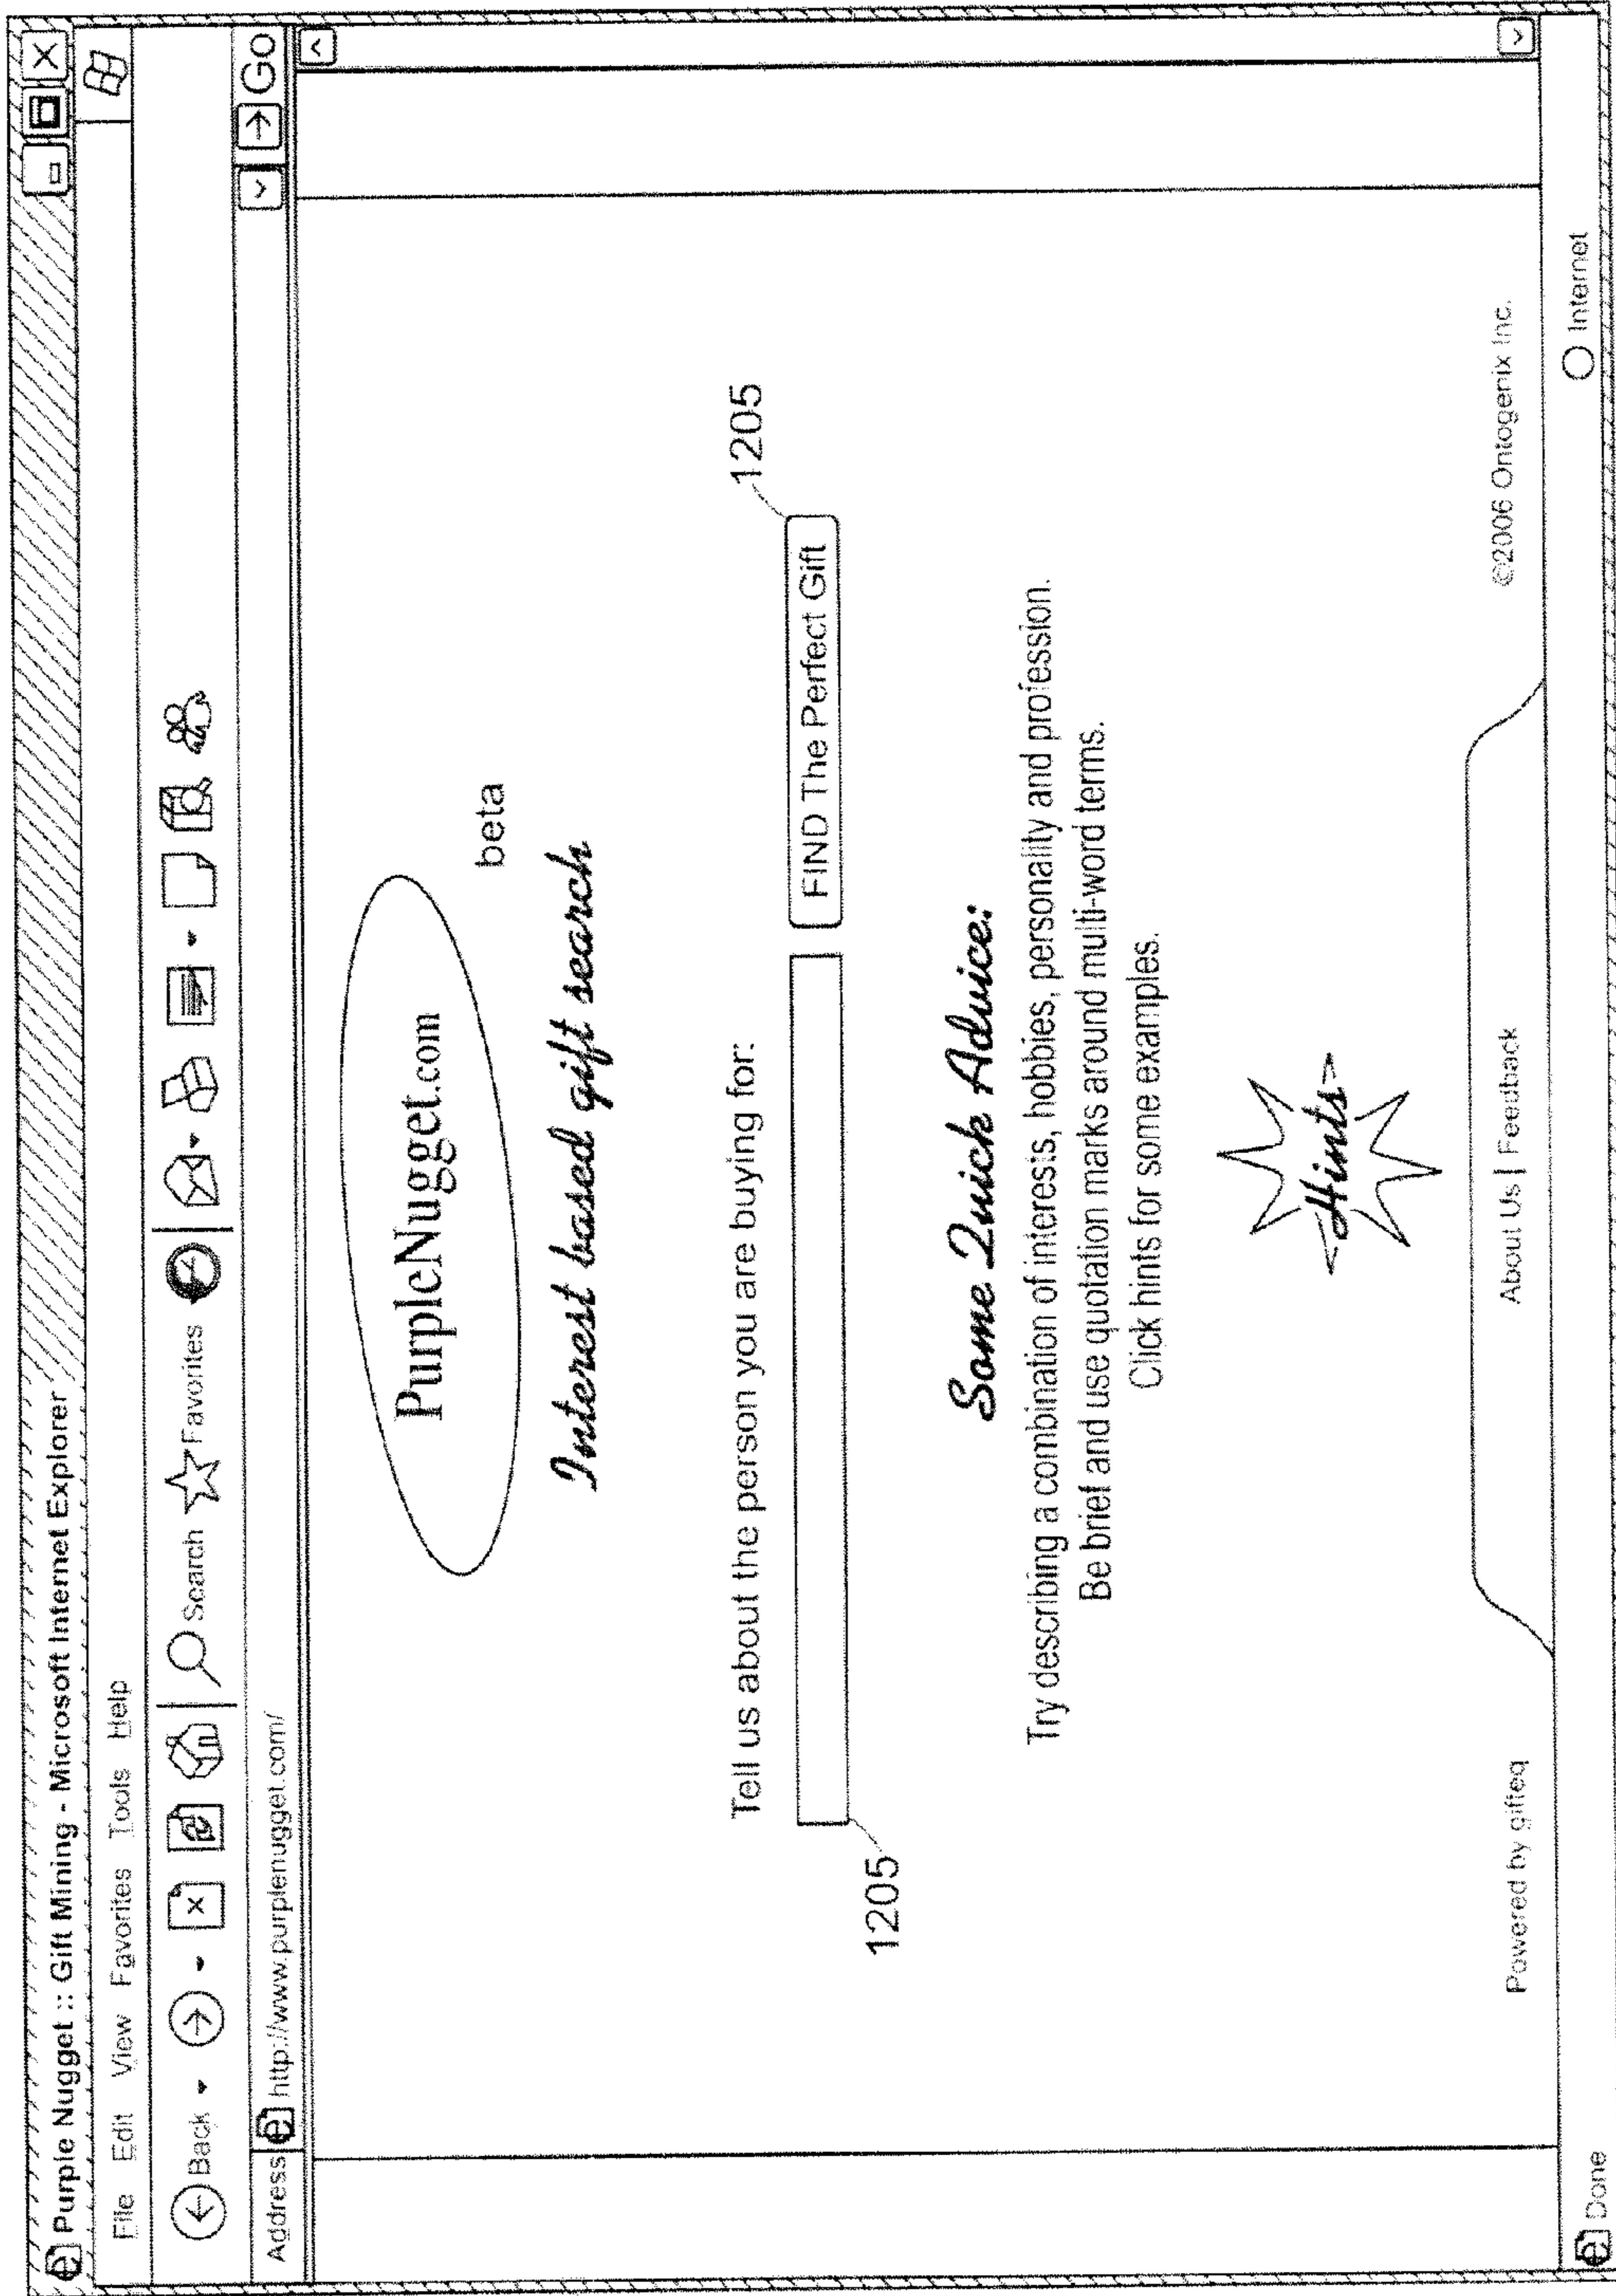 Purple Nugget :: Gift Mining - Microsoft Internet Explorer
File Edit View Favorites Tools Help
Back Search Favorites
Address http://www.purplenugget.com/ Go
PurpleNugget.com
beta
Interest based gift search
Tell us about the person you are buying for:
1205
FIND The Perfect Gift
1205
Some Quick Advice:
Try describing a combination of interests, hobbies, personality and profession.
Be brief and use quotation marks around multi-word terms.
Click hints for some examples.
Hints
Powered by gifteq About Us | Feedback ©2006 Ontogenix Inc.
Done Internet